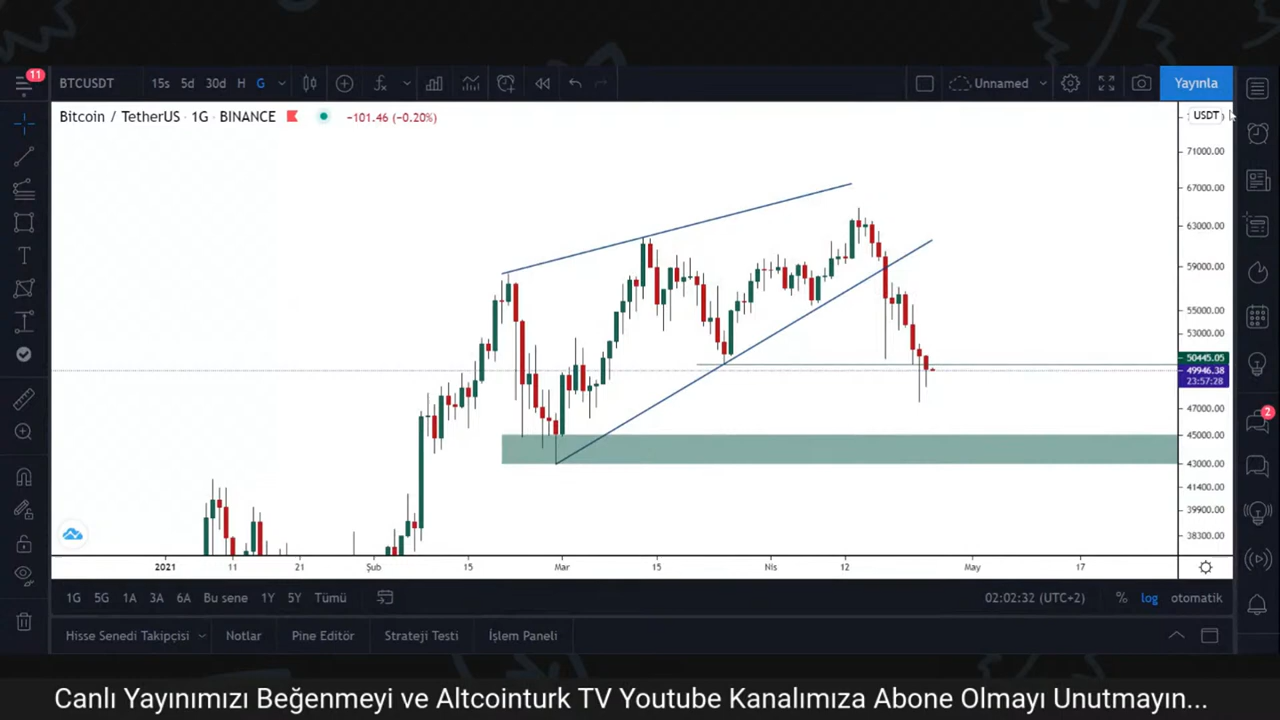 11
BTCUSDT 15s 5d 30d H G Unnamed Yayınla
Bitcoin / TetherUS · 1G · BINANCE −101.46 (−0.20%)
USDT
71000.00
67000.00
63000.00
59000.00
55000.00
53000.00
50445.05
49946.38
23:57:28
47000.00
45000.00
43000.00
41400.00
39900.00
38300.00
2021 11 21 Şub 15 Mar 15 Nis 12 May 17
1G 5G 1A 3A 6A Bu sene 1Y 5Y Tümü 02:02:32 (UTC+2) % log otomatik
Hisse Senedi Takipçisi Notlar Pine Editör Strateji Testi İşlem Paneli
2
Canlı Yayınımızı Beğenmeyi ve Altcointurk TV Youtube Kanalımıza Abone Olmayı Unutmayın...